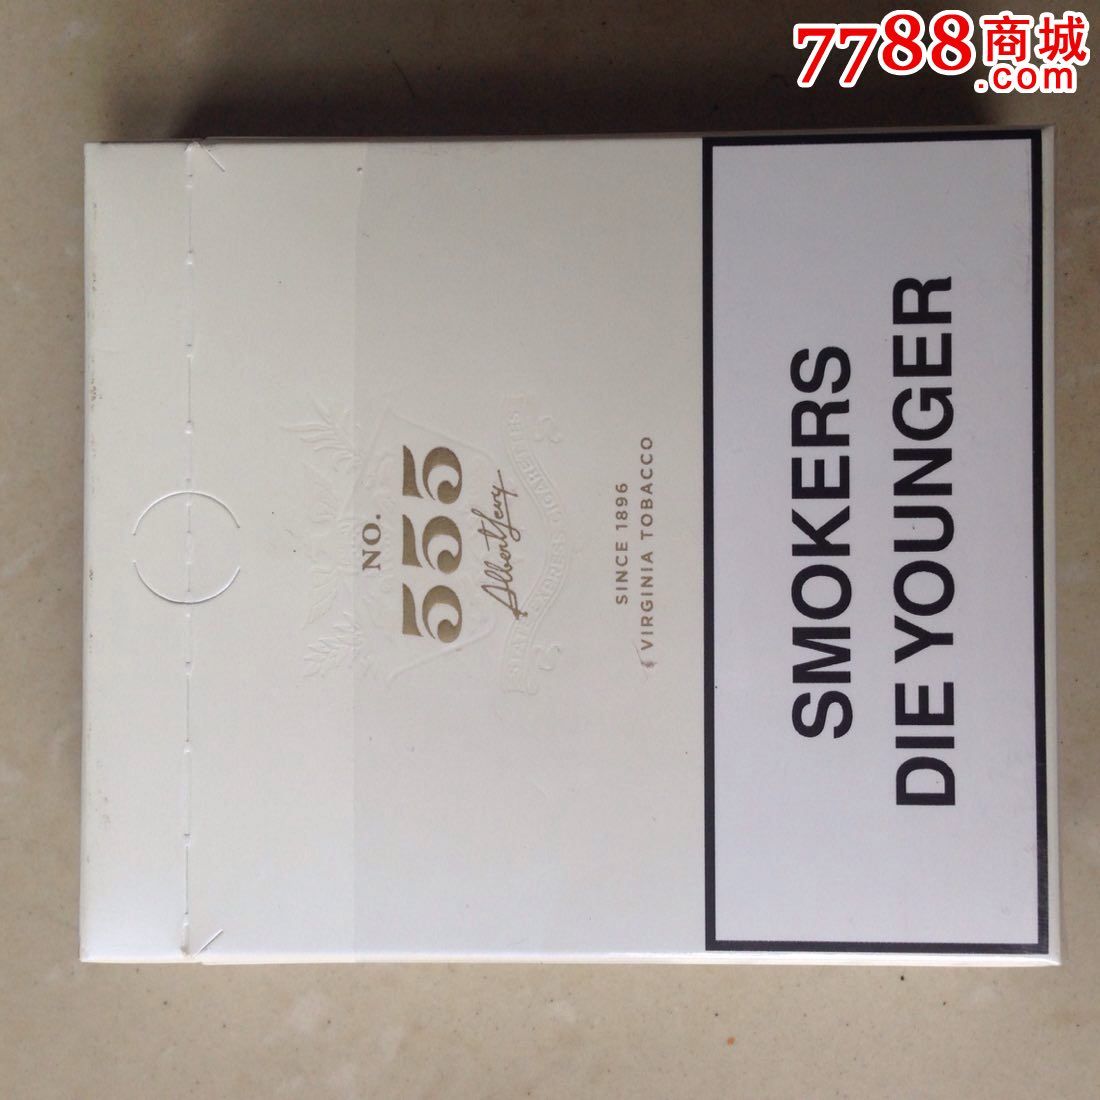 7788商城
.com
NO.
555
Albert Levy
STATE EXPRESS CIGARETTES
SINCE 1896
VIRGINIA TOBACCO
SMOKERS
DIE YOUNGER